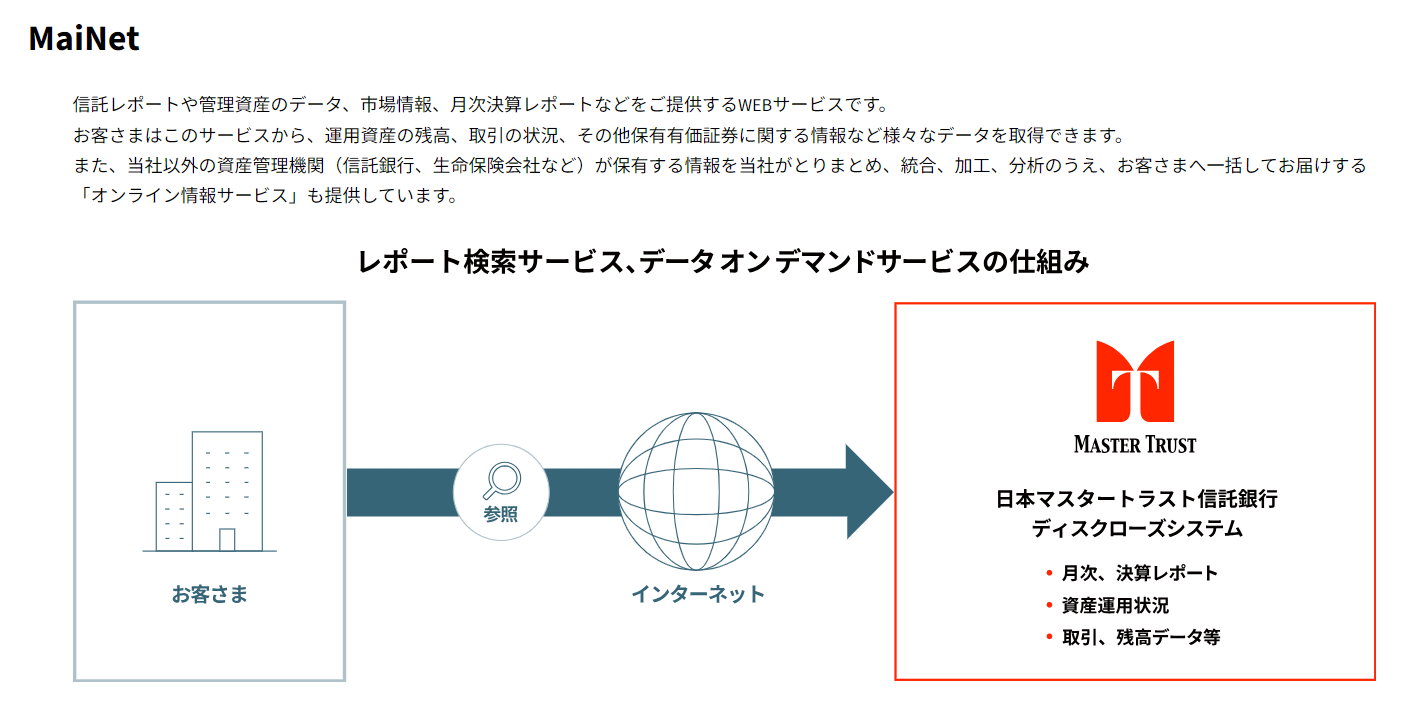 MaiNet
信託レポートや管理資産のデータ、市場情報、月次決算レポートなどをご提供するWEBサービスです。
お客さまはこのサービスから、運用資産の残高、取引の状況、その他保有有価証券に関する情報など様々なデータを取得できます。
また、当社以外の資産管理機関（信託銀行、生命保険会社など）が保有する情報を当社がとりまとめ、統合、加工、分析のうえ、お客さまへ一括してお届けする
「オンライン情報サービス」も提供しています。
レポート検索サービス、データオンデマンドサービスの仕組み
お客さま
参照
インターネット
MASTER TRUST
日本マスタートラスト信託銀行
ディスクローズシステム
• 月次、決算レポート
• 資産運用状況
• 取引、残高データ等